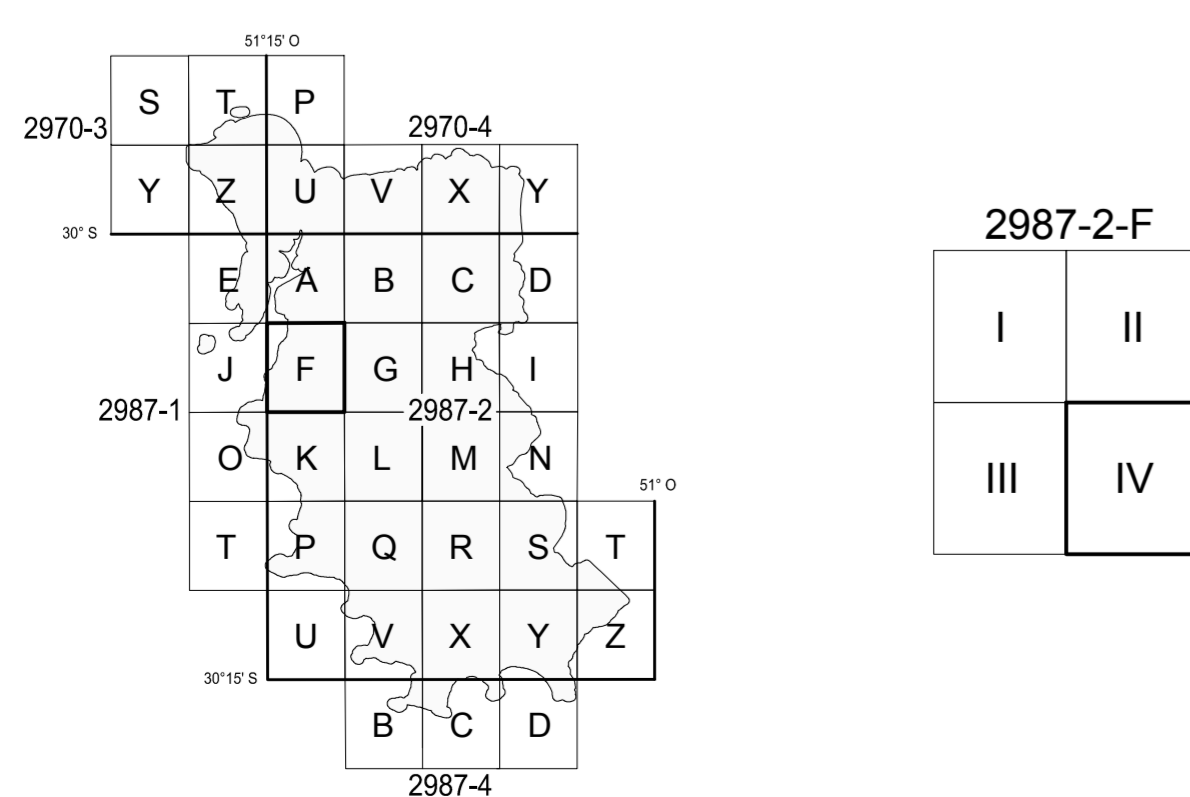 51°15' O
S T P
2970-3 2970-4
Y Z U V X Y
30° S
E A B C D
J F G H I
2987-1 2987-2
O K L M N
51° O
T P Q R S T
U V X Y Z
30°15' S
B C D
2987-4
2987-2-F
I II
III IV